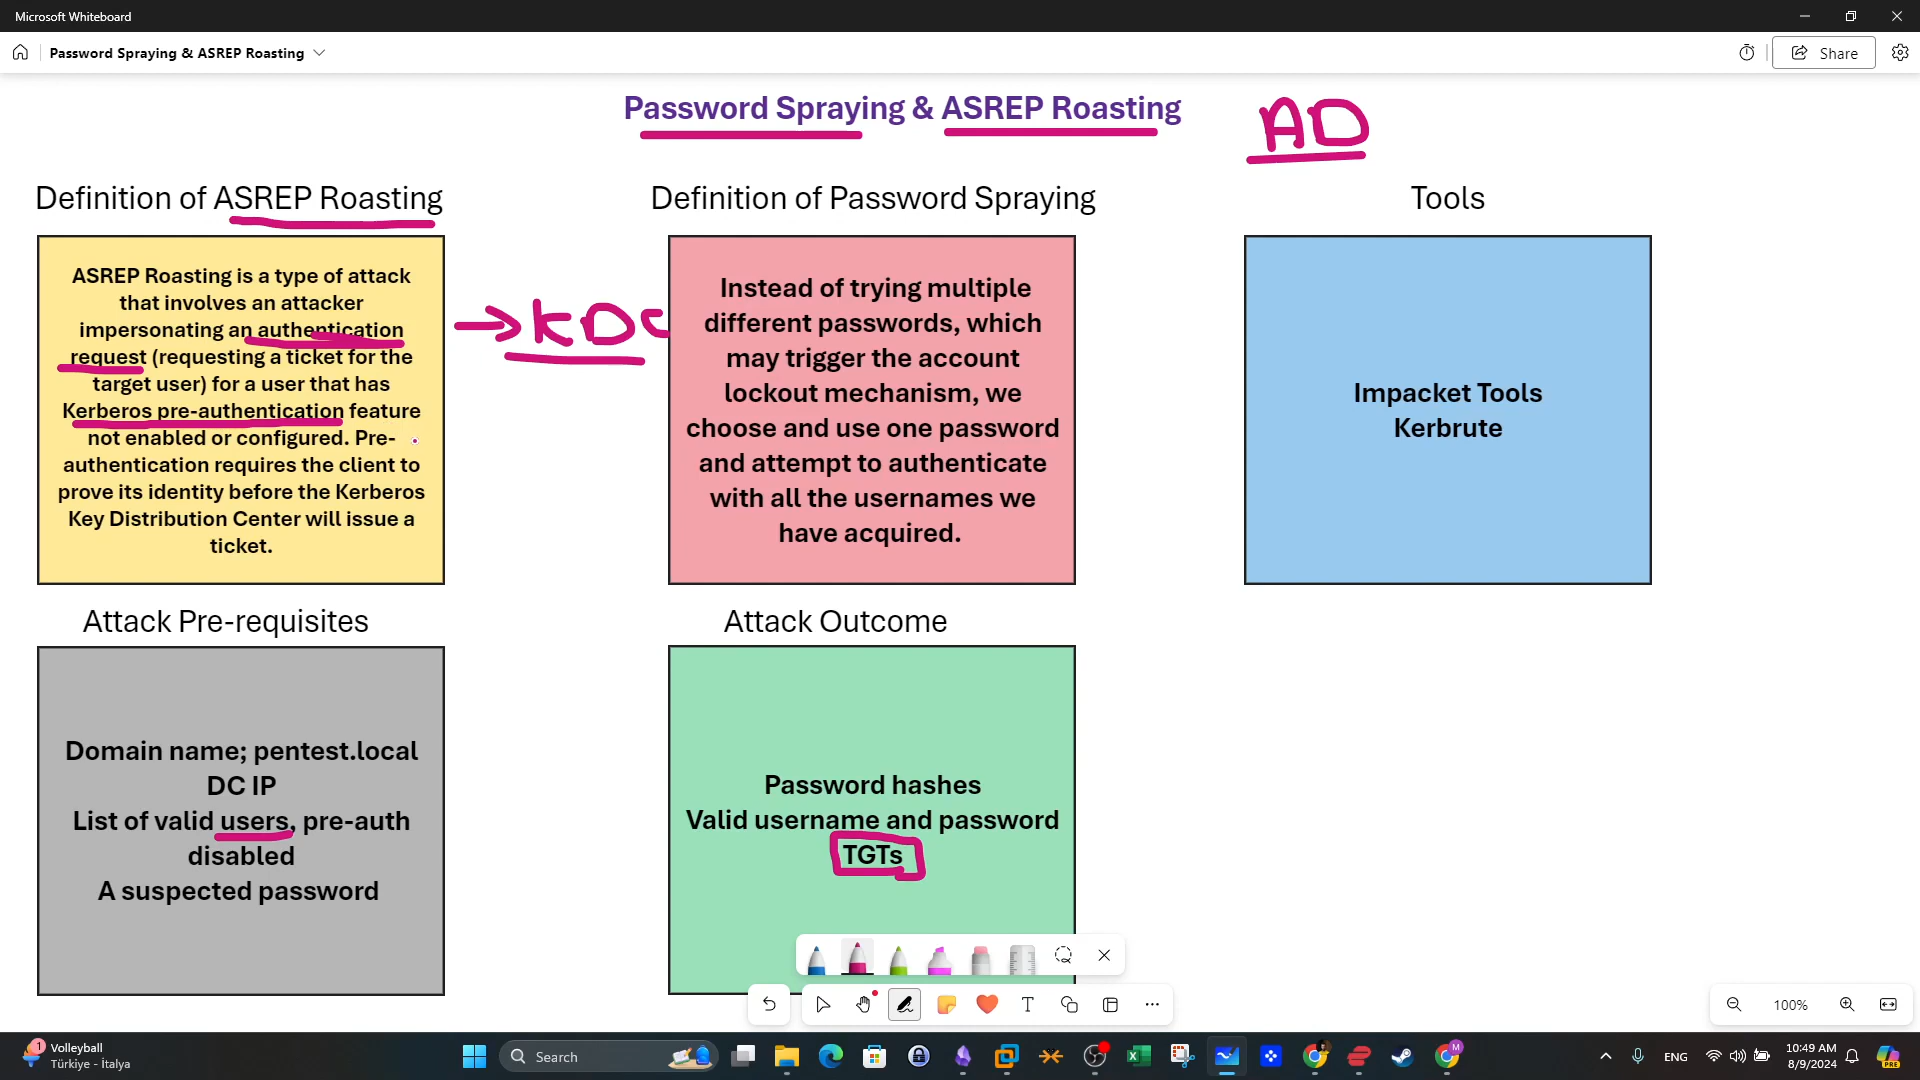 Microsoft Whiteboard
Password Spraying & ASREP Roasting
Share
Password Spraying & ASREP Roasting
AD
Definition of ASREP Roasting
ASREP Roasting is a type of attack
that involves an attacker
impersonating an authentication
request (requesting a ticket for the
target user) for a user that has
Kerberos pre-authentication feature
not enabled or configured. Pre-
authentication requires the client to
prove its identity before the Kerberos
Key Distribution Center will issue a
ticket.
KDC
Definition of Password Spraying
Instead of trying multiple
different passwords, which
may trigger the account
lockout mechanism, we
choose and use one password
and attempt to authenticate
with all the usernames we
have acquired.
Tools
Impacket Tools
Kerbrute
Attack Pre-requisites
Domain name; pentest.local
DC IP
List of valid users, pre-auth
disabled
A suspected password
Attack Outcome
Password hashes
Valid username and password
TGTs
100%
1
Volleyball
Türkiye - İtalya
Search
M
ENG
10:49 AM
8/9/2024
PRE